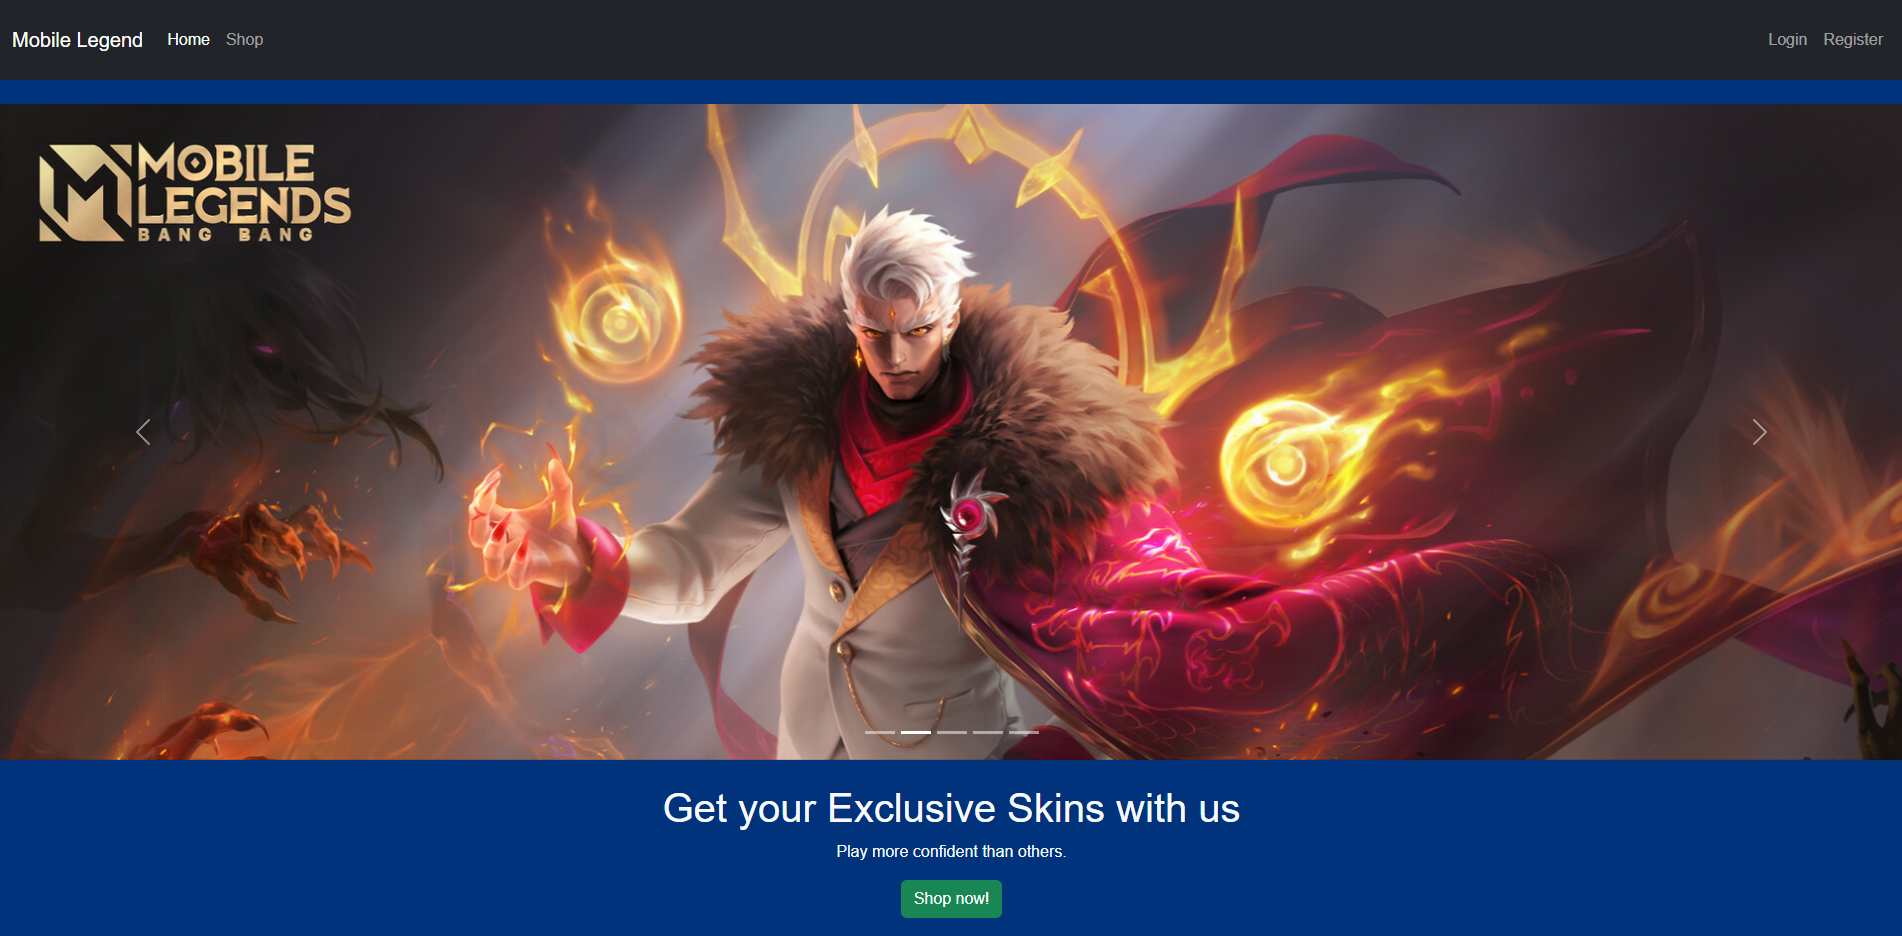 Mobile Legend Home Shop Login Register
MOBILE
LEGENDS
BANG BANG
Get your Exclusive Skins with us
Play more confident than others.
Shop now!